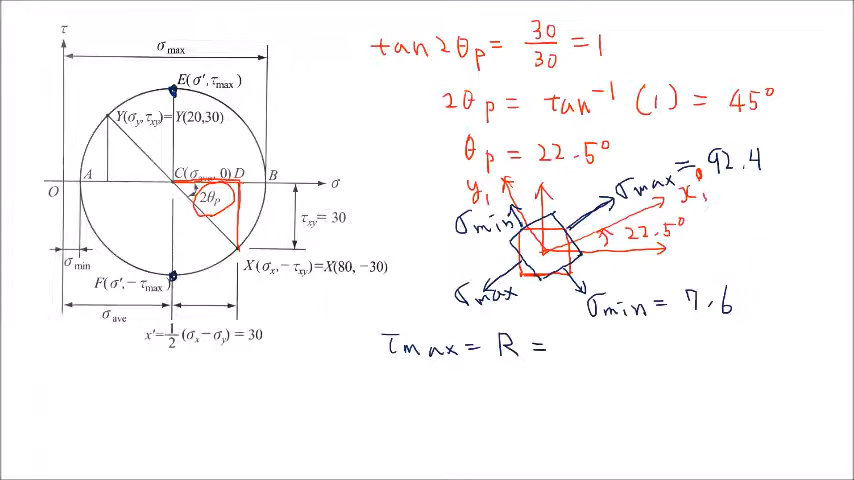 τ
σmax
E(σ′,τmax)
Y(σy,τxy)=Y(20,30)
O
A
C(σave, 0)
D
B
σ
2θP
τxy = 30
σmin
X(σx,−τxy)=X(80, −30)
F(σ′,−τmax)
σave
x′=1/2 (σx−σy) = 30
tan2θp = 30/30 = 1
2θp = tan⁻¹ (1) = 45°
θp = 22.5°
y1
σmax = 92.4
x1
σmin
22.5°
σmax
σmin = 7.6
τmax = R =